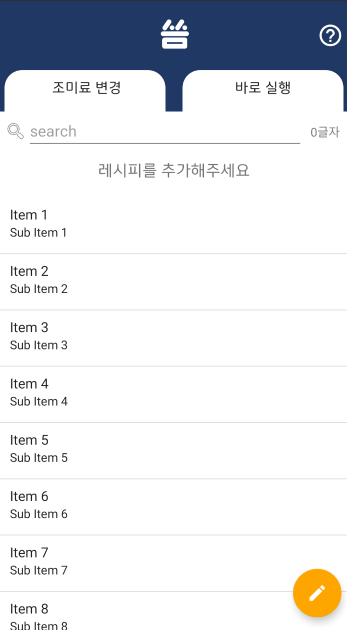 조미료 변경
바로 실행
search
0글자
레시피를 추가해주세요
Item 1
Sub Item 1
Item 2
Sub Item 2
Item 3
Sub Item 3
Item 4
Sub Item 4
Item 5
Sub Item 5
Item 6
Sub Item 6
Item 7
Sub Item 7
Item 8
Sub Item 8